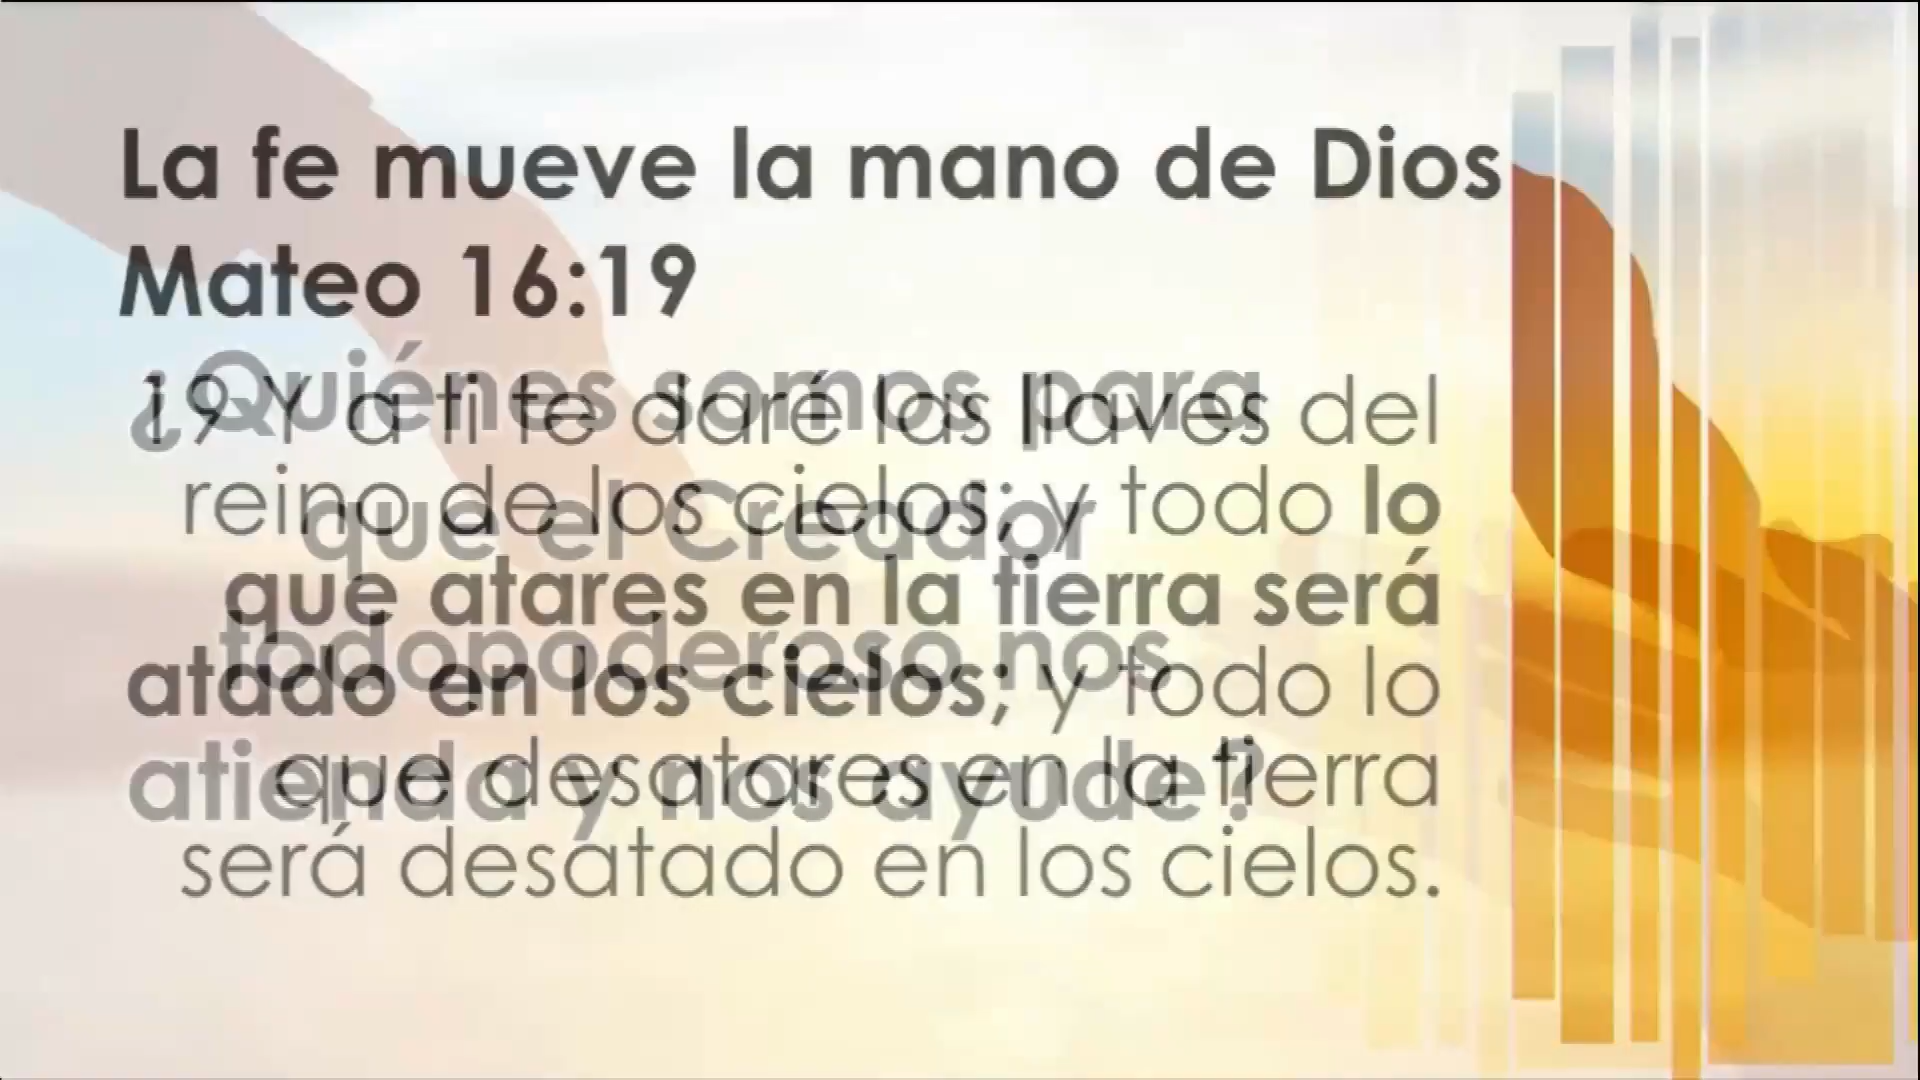 La fe mueve la mano de Dios
Mateo 16:19
19 Y a ti te daré las llaves del
reino de los cielos; y todo lo
que atares en la tierra será
atado en los cielos; y todo lo
que desatares en la tierra
será desatado en los cielos.
¿Quiénes somos para
que el Creador
todopoderoso nos
atienda y nos ayude?